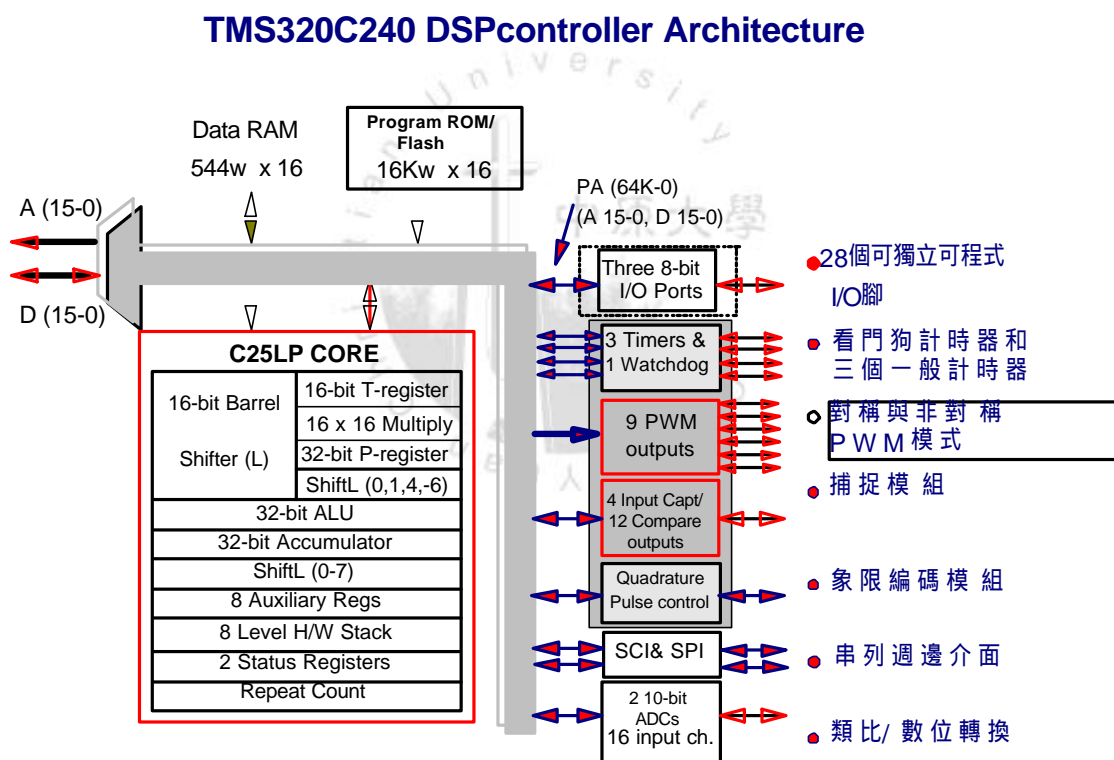 TMS320C240 DSPcontroller Architecture
Data RAM
544w x 16
Program ROM/
Flash
16Kw x 16
A (15-0)
D (15-0)
PA (64K-0)
(A 15-0, D 15-0)
C25LP CORE
16-bit Barrel
Shifter (L)
16-bit T-register
16 x 16 Multiply
32-bit P-register
ShiftL (0,1,4,-6)
32-bit ALU
32-bit Accumulator
ShiftL (0-7)
8 Auxiliary Regs
8 Level H/W Stack
2 Status Registers
Repeat Count
Three 8-bit
I/O Ports
3 Timers &
1 Watchdog
9 PWM
outputs
4 Input Capt/
12 Compare
outputs
Quadrature
Pulse control
SCI& SPI
2 10-bit
ADCs
16 input ch.
28個可獨立可程式
I/O腳
看門狗計時器和
三個一般計時器
對稱與非對稱
PWM模式
捕捉模組
象限編碼模組
串列週邊介面
類比/數位轉換
中原大學
University